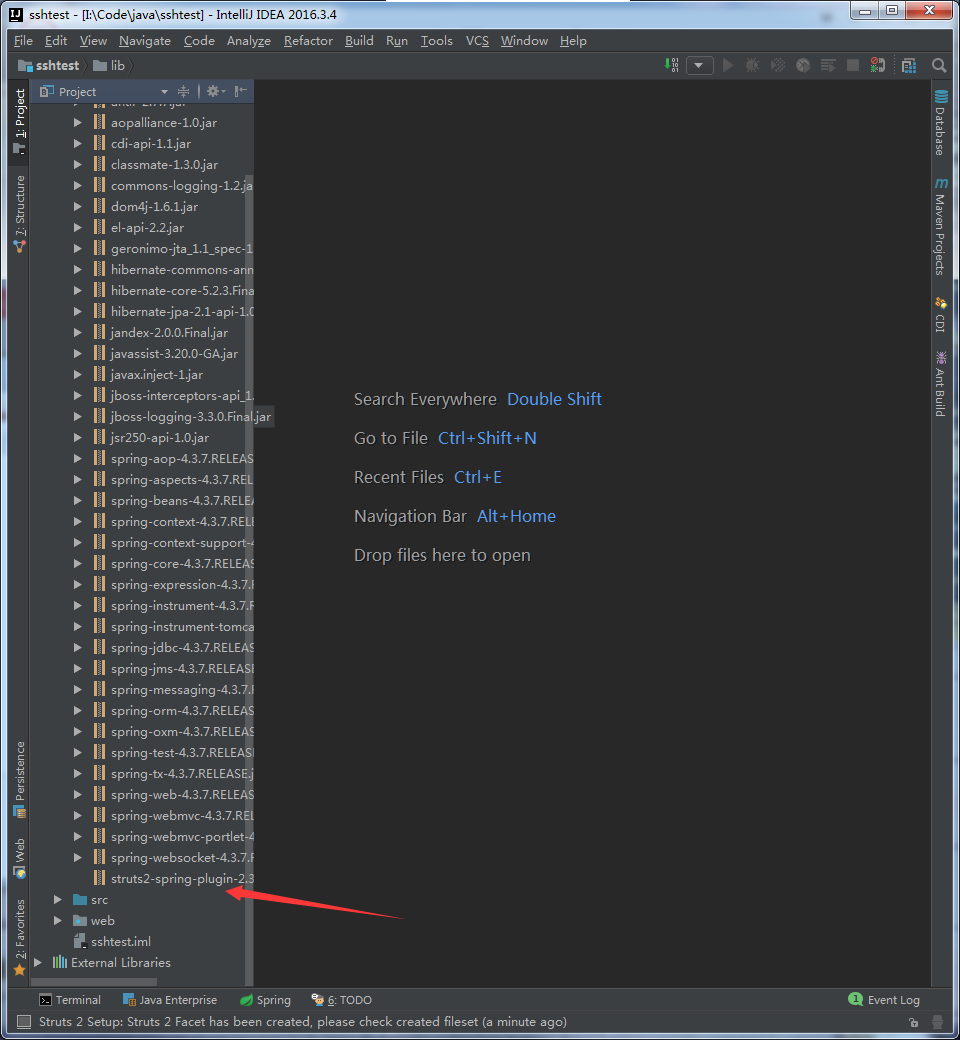 sshtest - [I:\Code\java\sshtest] - IntelliJ IDEA 2016.3.4
File Edit View Navigate Code Analyze Refactor Build Run Tools VCS Window Help
sshtest lib
Project
aopalliance-1.0.jar
cdi-api-1.1.jar
classmate-1.3.0.jar
commons-logging-1.2.ja
dom4j-1.6.1.jar
el-api-2.2.jar
geronimo-jta_1.1_spec-1
hibernate-commons-ann
hibernate-core-5.2.3.Fina
hibernate-jpa-2.1-api-1.0
jandex-2.0.0.Final.jar
javassist-3.20.0-GA.jar
javax.inject-1.jar
jboss-interceptors-api_1.
jboss-logging-3.3.0.Final.jar
jsr250-api-1.0.jar
spring-aop-4.3.7.RELEAS
spring-aspects-4.3.7.REL
spring-beans-4.3.7.RELEA
spring-context-4.3.7.RELE
spring-context-support-4
spring-core-4.3.7.RELEAS
spring-expression-4.3.7.R
spring-instrument-4.3.7.R
spring-instrument-tomca
spring-jdbc-4.3.7.RELEAS
spring-jms-4.3.7.RELEASE
spring-messaging-4.3.7.R
spring-orm-4.3.7.RELEAS
spring-oxm-4.3.7.RELEAS
spring-test-4.3.7.RELEASE
spring-tx-4.3.7.RELEASE.j
spring-web-4.3.7.RELEAS
spring-webmvc-4.3.7.REL
spring-webmvc-portlet-4
spring-websocket-4.3.7.R
struts2-spring-plugin-2.3
src
web
sshtest.iml
External Libraries
1: Project
7: Structure
Persistence
Web
2: Favorites
Search Everywhere Double Shift
Go to File Ctrl+Shift+N
Recent Files Ctrl+E
Navigation Bar Alt+Home
Drop files here to open
Database
Maven Projects
CDI
Ant Build
Terminal Java Enterprise Spring 6: TODO 1 Event Log
Struts 2 Setup: Struts 2 Facet has been created, please check created fileset (a minute ago)